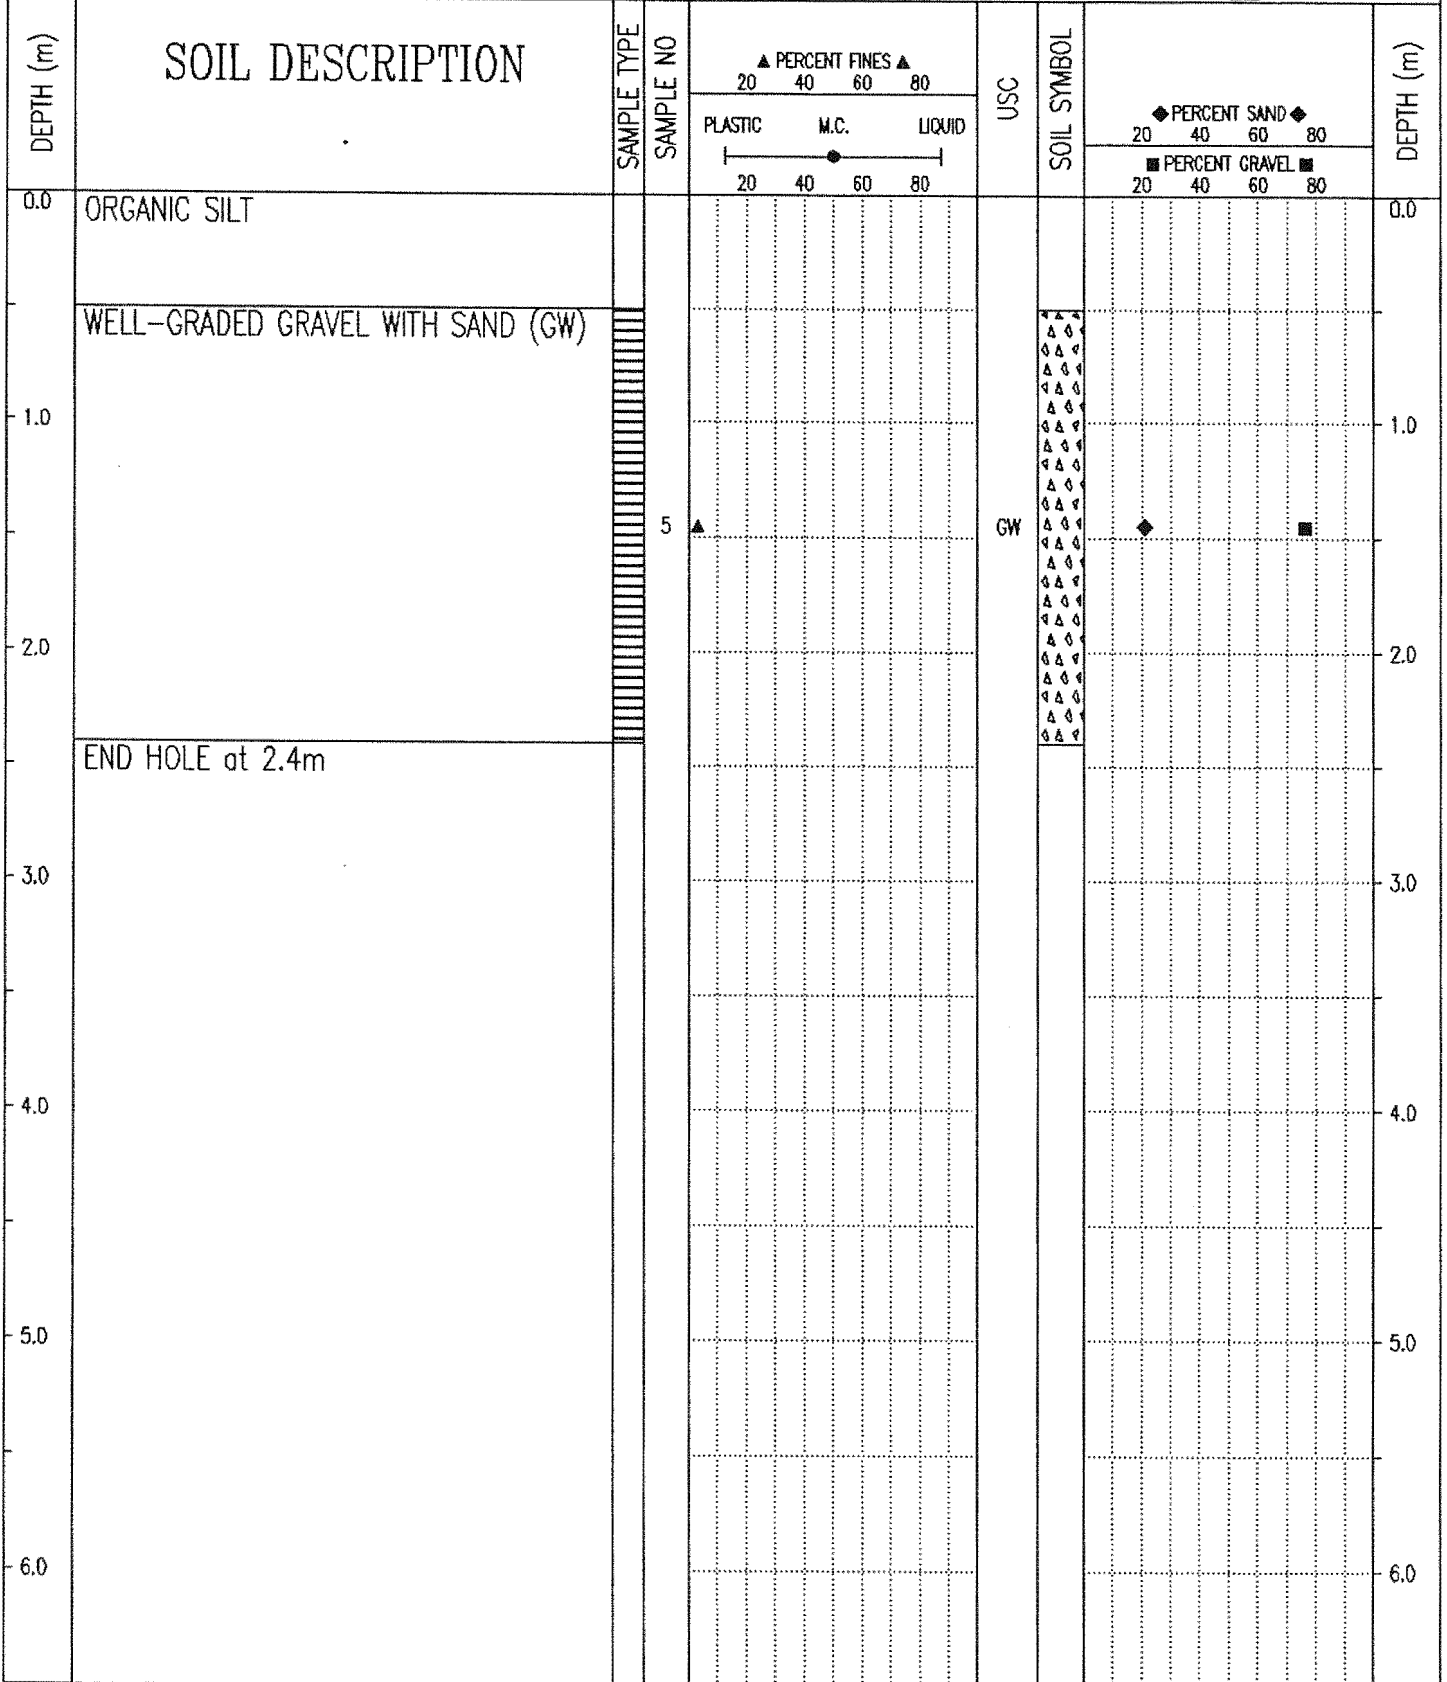 DEPTH (m)
SOIL DESCRIPTION
SAMPLE TYPE
SAMPLE NO
▲ PERCENT FINES ▲
20 40 60 80
PLASTIC M.C. LIQUID
20 40 60 80
USC
SOIL SYMBOL
◆ PERCENT SAND ◆
20 40 60 80
■ PERCENT GRAVEL ■
20 40 60 80
DEPTH (m)
0.0 ORGANIC SILT 0.0
WELL-GRADED GRAVEL WITH SAND (GW)
1.0 1.0
5 GW
2.0 2.0
END HOLE at 2.4m
3.0 3.0
4.0 4.0
5.0 5.0
6.0 6.0